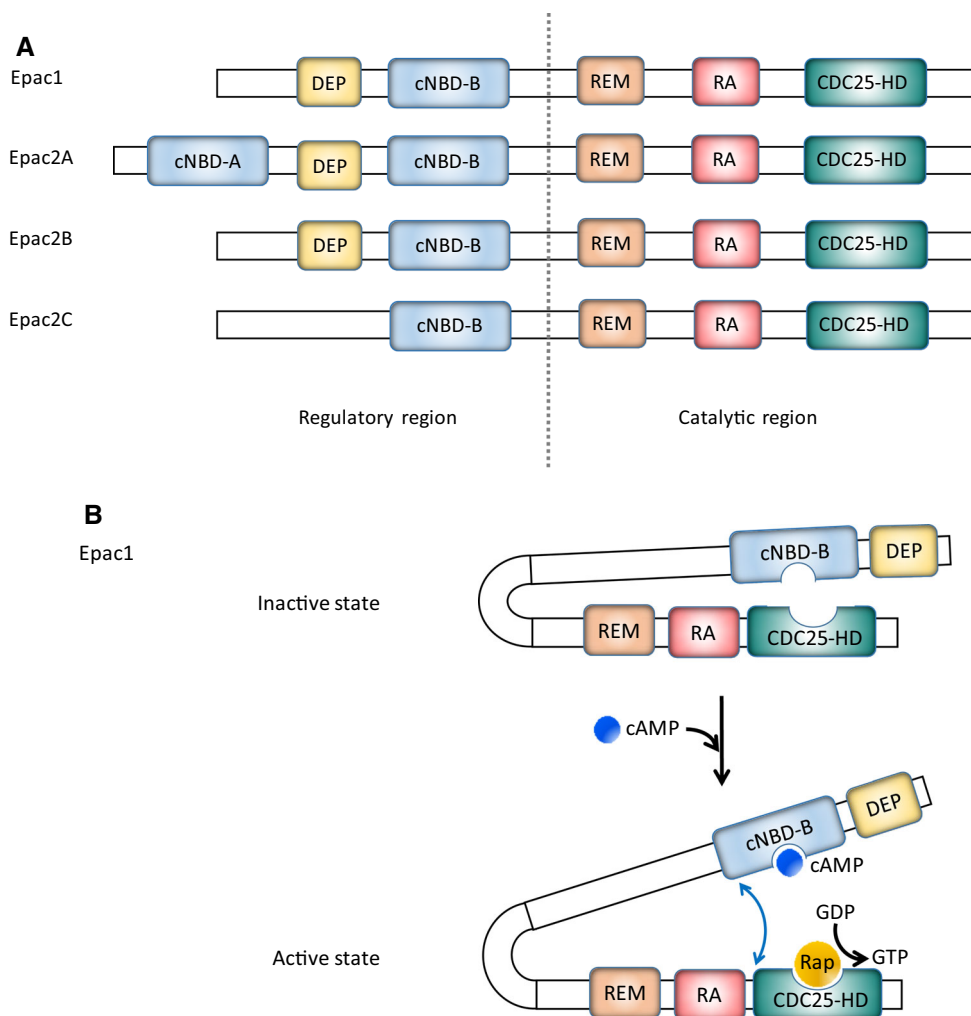 A
Epac1 DEP cNBD-B REM RA CDC25-HD
Epac2A cNBD-A DEP cNBD-B REM RA CDC25-HD
Epac2B DEP cNBD-B REM RA CDC25-HD
Epac2C cNBD-B REM RA CDC25-HD
Regulatory region Catalytic region
B
Epac1
cNBD-B DEP
Inactive state
REM RA CDC25-HD
cAMP
cNBD-B DEP
cAMP
GDP
Active state Rap GTP
REM RA CDC25-HD